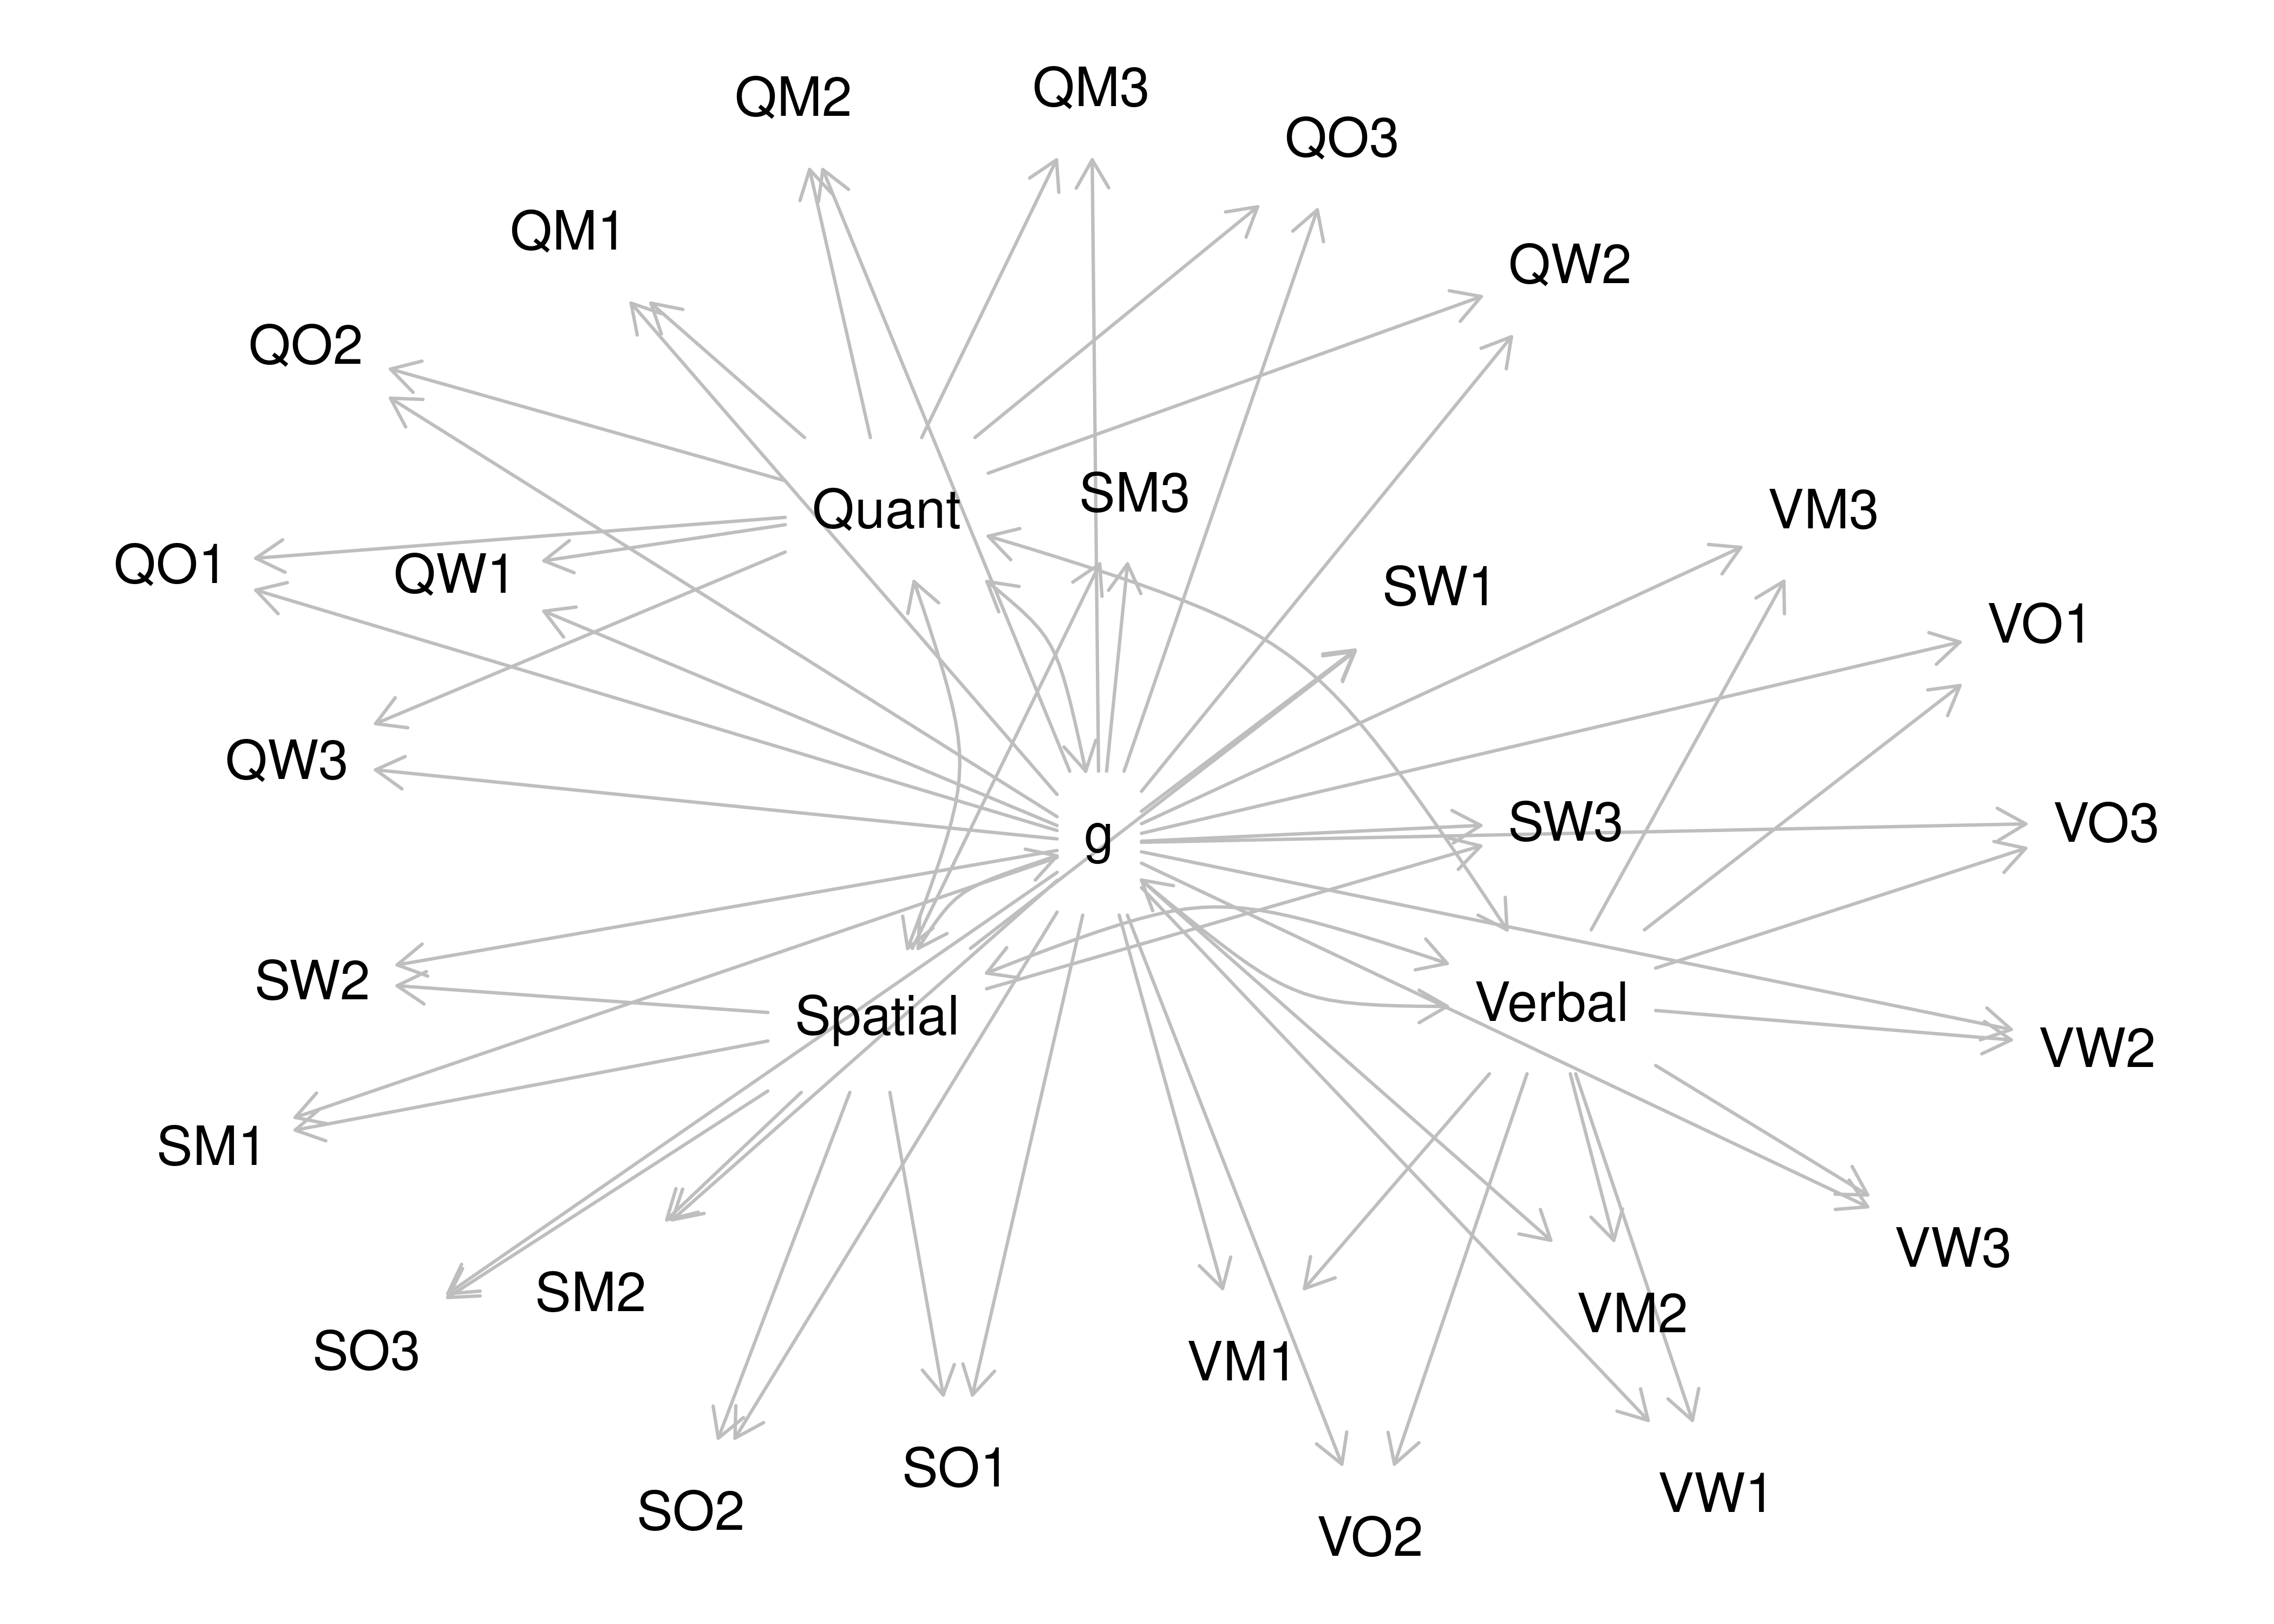 QM3
QM2
QO3
QM1
QW2
QO2
SM3
Quant
VM3
QO1
QW1
SW1
VO1
QW3
SW3
VO3
g
SW2
Verbal
Spatial
VW2
SM1
VW3
SM2
VM2
SO3
VM1
SO1
VW1
SO2
VO2